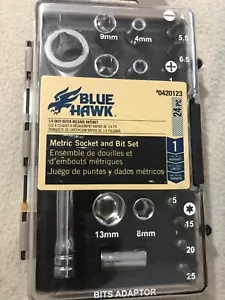 9mm 4mm
5.5
6
BLUE HAWK
#0420123
1/4 INCH QUICK-RELEASE RATCHET
24 PC
Metric Socket and Bit Set
Ensemble de douilles et d'embouts métriques
Juego de puntas y dados métricos
1
13mm 8mm
5
15
20
25
BITS ADAPTOR